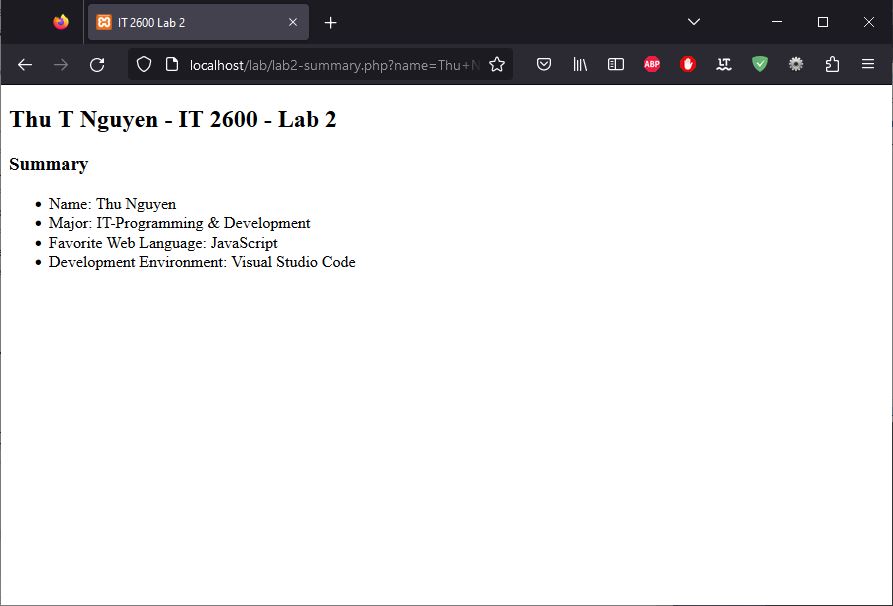 IT 2600 Lab 2
localhost/lab/lab2-summary.php?name=Thu+N
ABP
LT
Thu T Nguyen - IT 2600 - Lab 2
Summary
• Name: Thu Nguyen
• Major: IT-Programming & Development
• Favorite Web Language: JavaScript
• Development Environment: Visual Studio Code